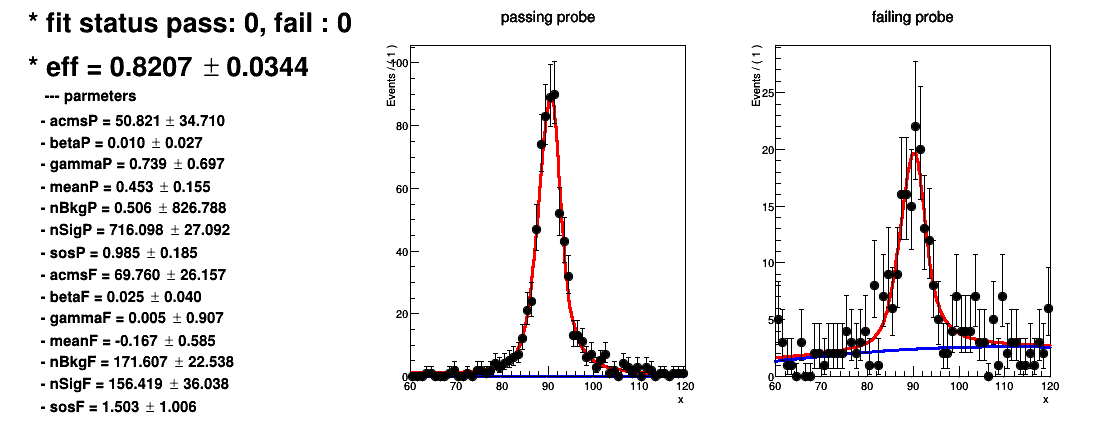 * fit status pass: 0, fail : 0
* eff = 0.8207 ± 0.0344
--- parmeters
- acmsP = 50.821 ± 34.710
- betaP = 0.010 ± 0.027
- gammaP = 0.739 ± 0.697
- meanP = 0.453 ± 0.155
- nBkgP = 0.506 ± 826.788
- nSigP = 716.098 ± 27.092
- sosP = 0.985 ± 0.185
- acmsF = 69.760 ± 26.157
- betaF = 0.025 ± 0.040
- gammaF = 0.005 ± 0.907
- meanF = -0.167 ± 0.585
- nBkgF = 171.607 ± 22.538
- nSigF = 156.419 ± 36.038
- sosF = 1.503 ± 1.006
passing probe
Events / ( 1 )
100
80
60
40
20
0
60 70 80 90 100 110 120
x
failing probe
Events / ( 1 )
25
20
15
10
5
0
60 70 80 90 100 110 120
x